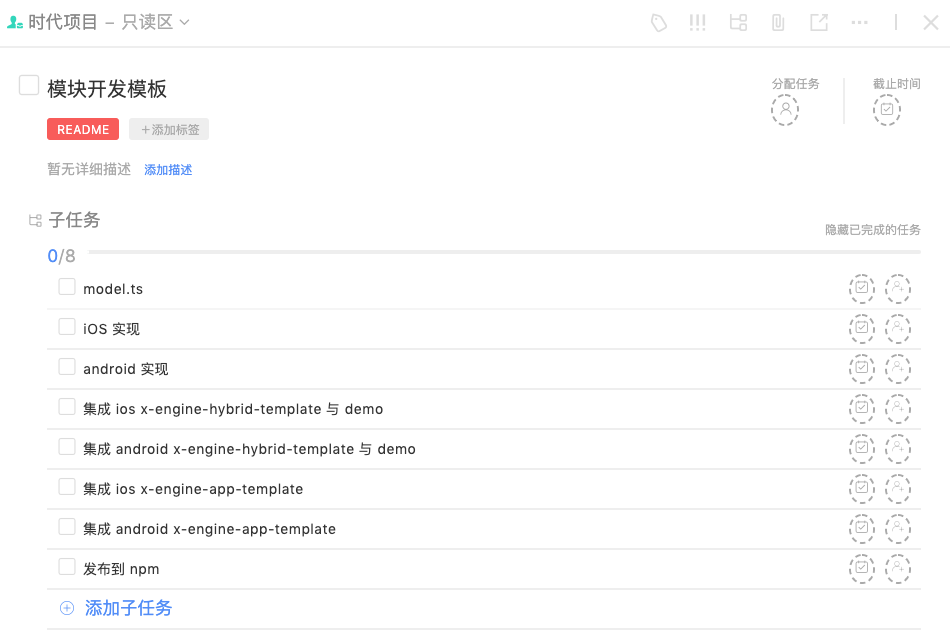 时代项目 – 只读区
模块开发模板
分配任务
截止时间
README
+添加标签
暂无详细描述 添加描述
子任务
隐藏已完成的任务
0/8
model.ts
iOS 实现
android 实现
集成 ios x-engine-hybrid-template 与 demo
集成 android x-engine-hybrid-template 与 demo
集成 ios x-engine-app-template
集成 android x-engine-app-template
发布到 npm
添加子任务